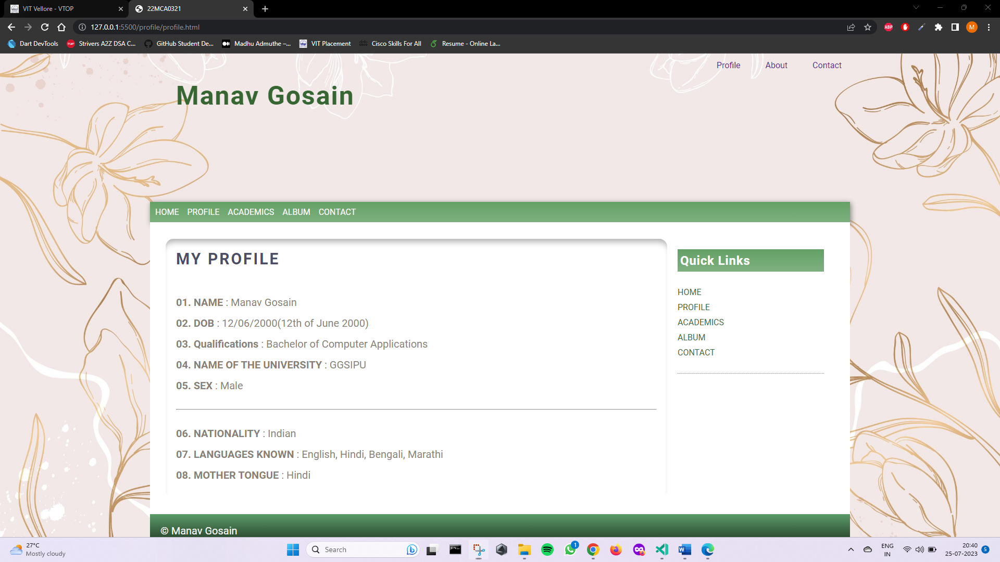 VIT Vellore - VTOP
22MCA0321
127.0.0.1:5500/profile/profile.html
ABP
M
Dart DevTools
Strivers A2Z DSA C...
GitHub Student De...
Madhu Admuthe –...
VIT Placement
Cisco Skills For All
Resume - Online La...
Profile About Contact
Manav Gosain
HOME PROFILE ACADEMICS ALBUM CONTACT
MY PROFILE
01. NAME : Manav Gosain
02. DOB : 12/06/2000(12th of June 2000)
03. Qualifications : Bachelor of Computer Applications
04. NAME OF THE UNIVERSITY : GGSIPU
05. SEX : Male
06. NATIONALITY : Indian
07. LANGUAGES KNOWN : English, Hindi, Bengali, Marathi
08. MOTHER TONGUE : Hindi
Quick Links
HOME
PROFILE
ACADEMICS
ALBUM
CONTACT
© Manav Gosain
27°C
Mostly cloudy
Search
1
ENG
IN
20:40
25-07-2023
5